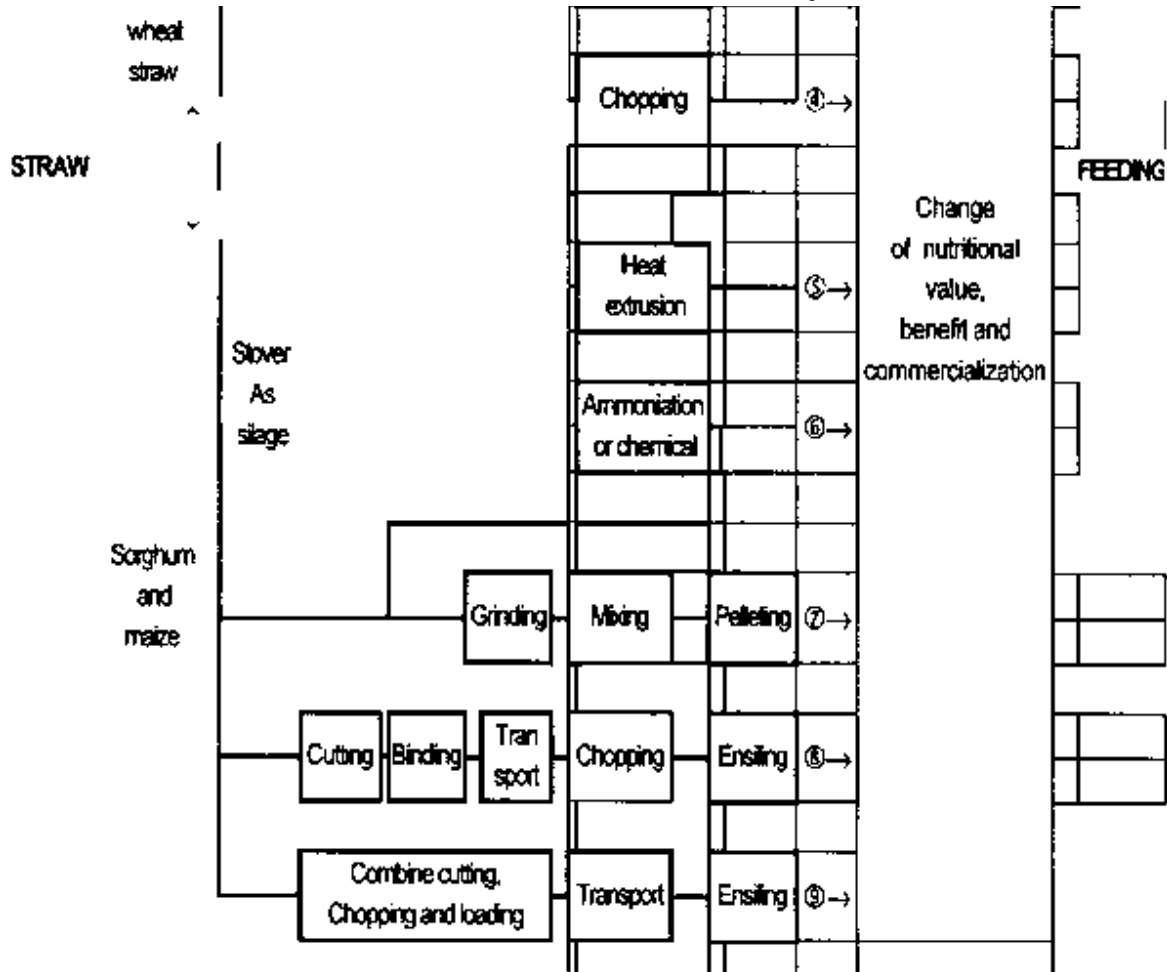 wheat
straw
Chopping
④→
STRAW
FEEDING
Change
of nutritional
value,
benefit and
commercialization
Heat
extrusion
⑤→
Stover
As
silage
Ammoniation
or chemical
⑥→
Sorghum
and
maize
Grinding
Mixing
Pelleting
⑦→
Cutting
Binding
Tran
sport
Chopping
Ensiling
⑧→
Combine cutting,
Chopping and loading
Transport
Ensiling
⑨→